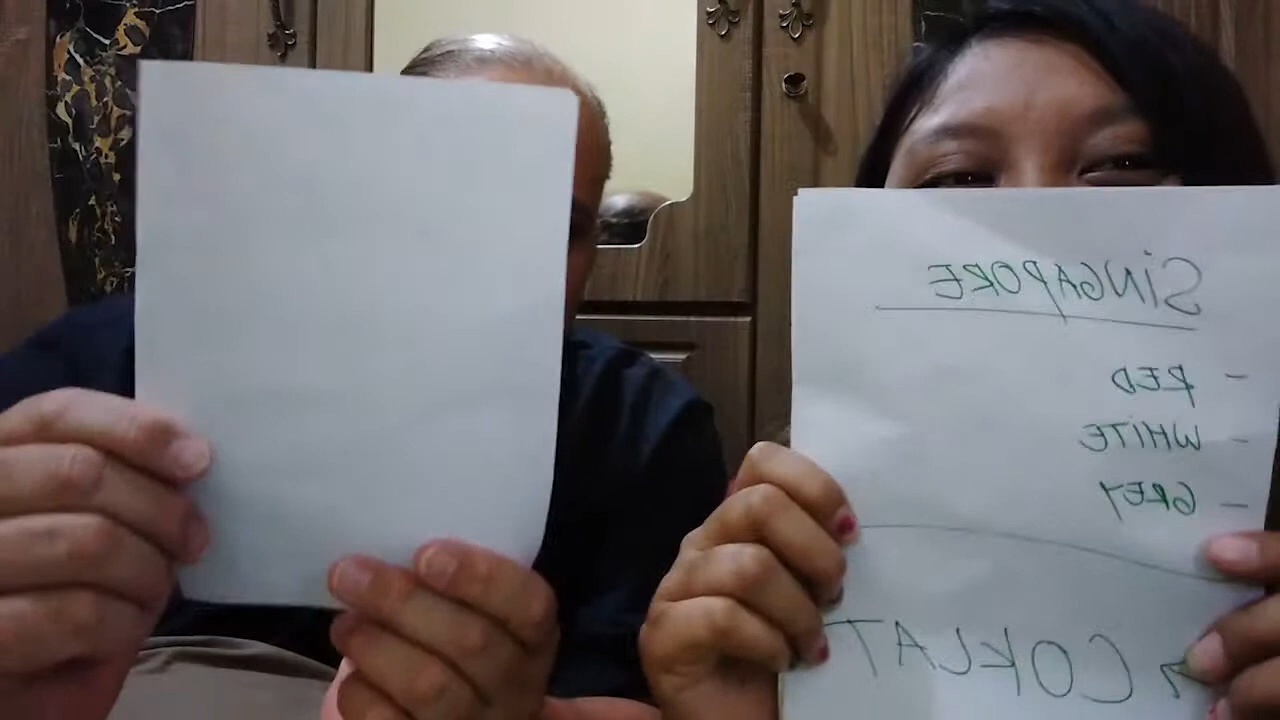 SiNGAPORE
- RED
- WHiTE
- GREY
COKLAT